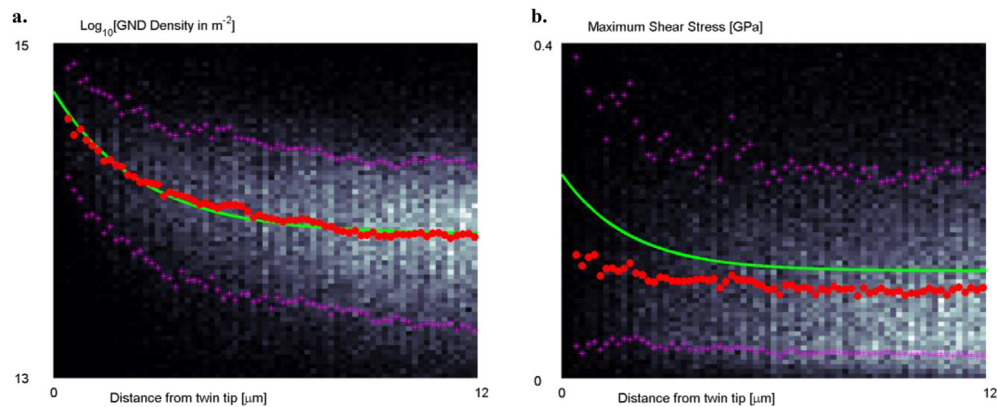 a.
Log10[GND Density in m-2]
15
13
0
12
Distance from twin tip [μm]
b.
Maximum Shear Stress [GPa]
0.4
0
0
12
Distance from twin tip [μm]